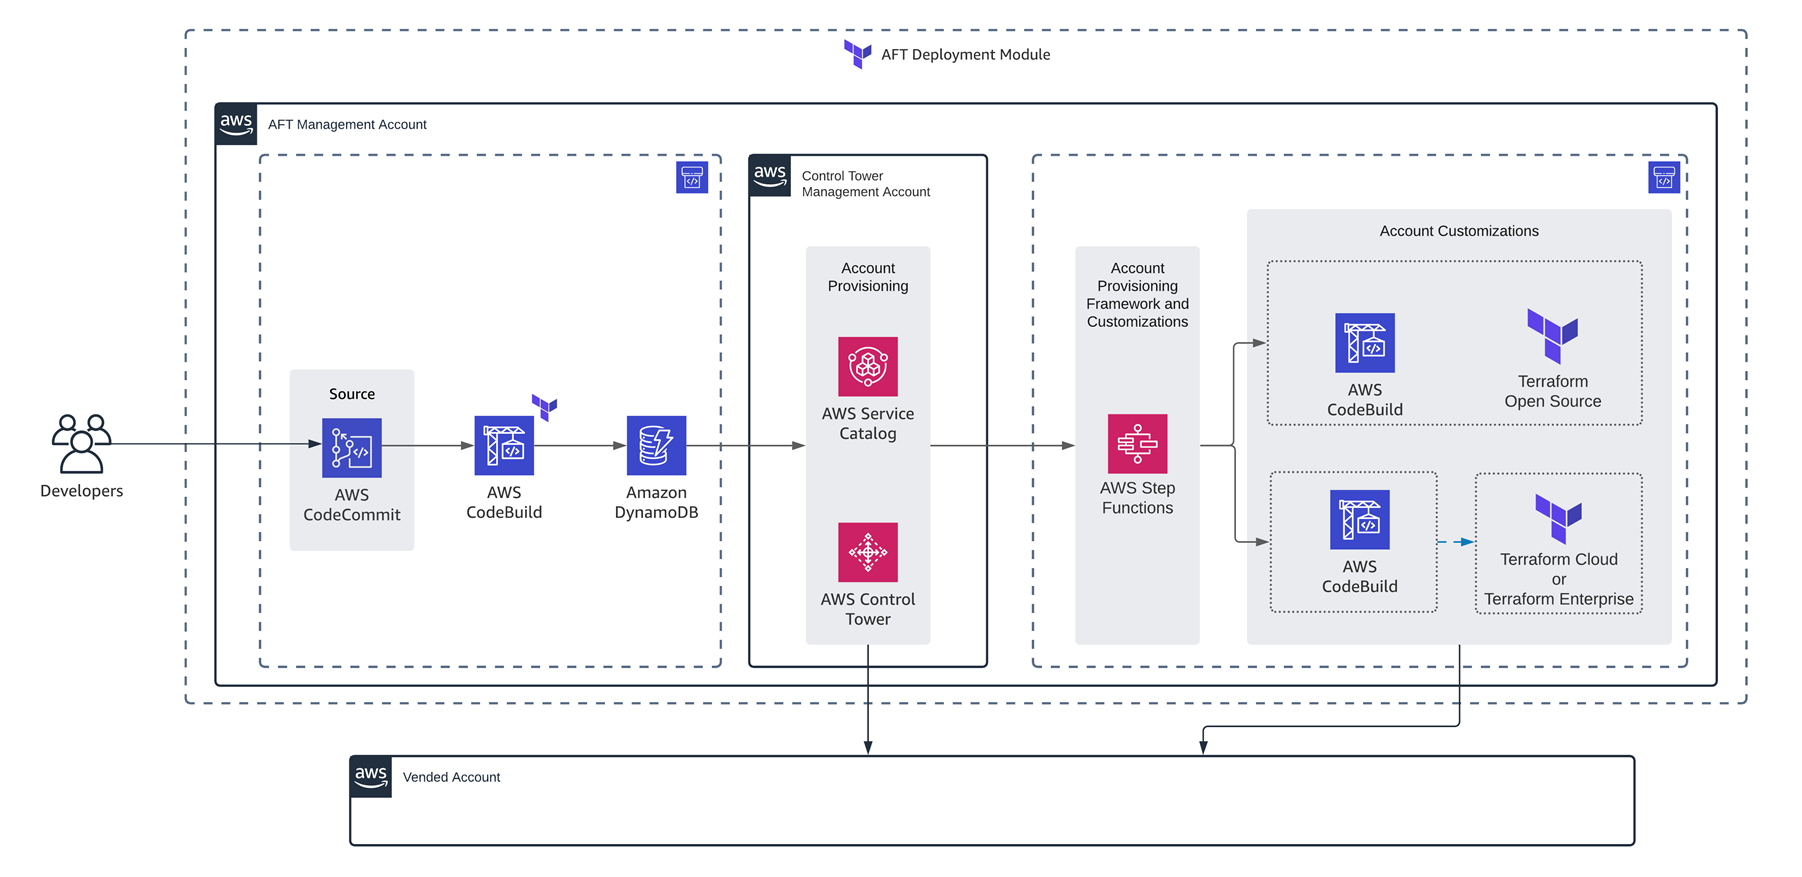 AFT Deployment Module
aws
AFT Management Account
aws
Control Tower
Management Account
Account Customizations
Account
Provisioning
Account
Provisioning
Framework and
Customizations
Source
AWS
CodeCommit
AWS
CodeBuild
Amazon
DynamoDB
AWS Service
Catalog
AWS Control
Tower
AWS Step
Functions
AWS
CodeBuild
Terraform
Open Source
AWS
CodeBuild
Terraform Cloud
or
Terraform Enterprise
Developers
aws
Vended Account